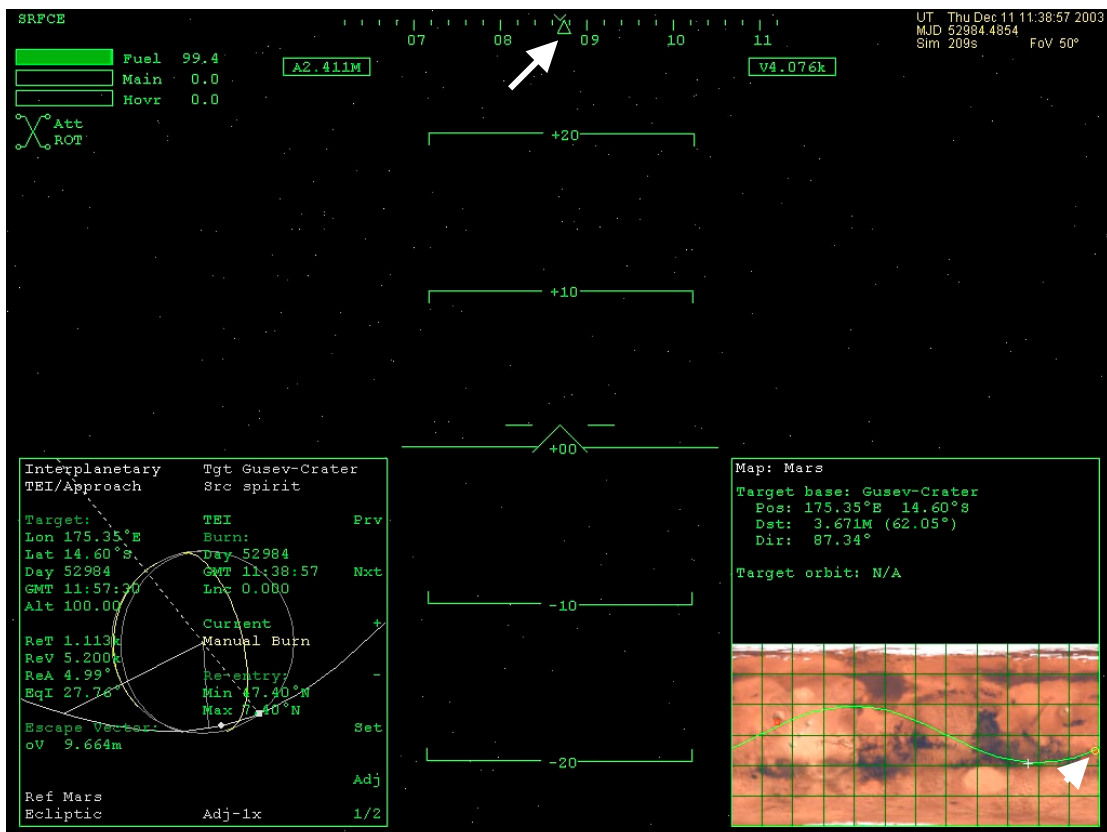 SRFCE
UT Thu Dec 11 11:38:57 2003
MJD 52984.4854
Sim 209s FoV 50°
07 08 09 10 11
Fuel 99.4
Main 0.0
Hovr 0.0
A2.411M
V4.076k
Att
ROT
+20
+10
+00
-10
-20
Interplanetary Tgt Gusev-Crater
TEI/Approach Src spirit
Target: TEI Prv
Lon 175.35°E Burn:
Lat 14.60°S Day 52984
Day 52984 GMT 11:38:57 Nxt
GMT 11:57:30 Lnc 0.000
Alt 100.00
Current +
ReT 1.113k Manual Burn
ReV 5.200k
ReA 4.99° Re-entry: -
EqI 27.76° Min 47.40°N
Max 7.40°N
Escape Vector: Set
oV 9.664m
Adj
Ref Mars
Ecliptic Adj-1x 1/2
Map: Mars
Target base: Gusev-Crater
Pos: 175.35°E 14.60°S
Dst: 3.671M (62.05°)
Dir: 87.34°
Target orbit: N/A